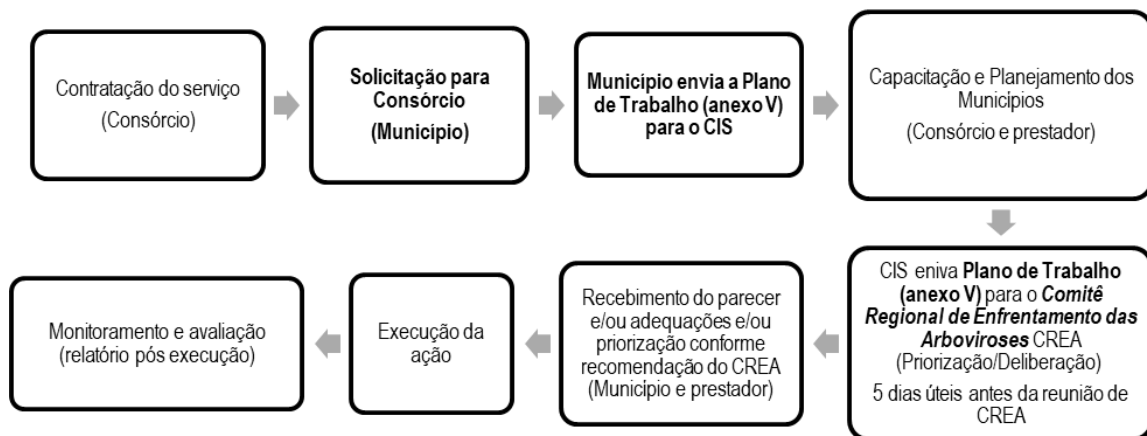 Contratação do serviço
(Consórcio)
Solicitação para
Consórcio
(Município)
Município envia a Plano
de Trabalho (anexo V)
para o CIS
Capacitação e Planejamento dos
Municípios
(Consórcio e prestador)
CIS eniva Plano de Trabalho
(anexo V) para o Comitê
Regional de Enfrentamento das
Arboviroses CREA
(Priorização/Deliberação)
5 dias úteis antes da reunião de
CREA
Recebimento do parecer
e/ou adequações e/ou
priorização conforme
recomendação do CREA
(Município e prestador)
Execução da
ação
Monitoramento e avaliação
(relatório pós execução)